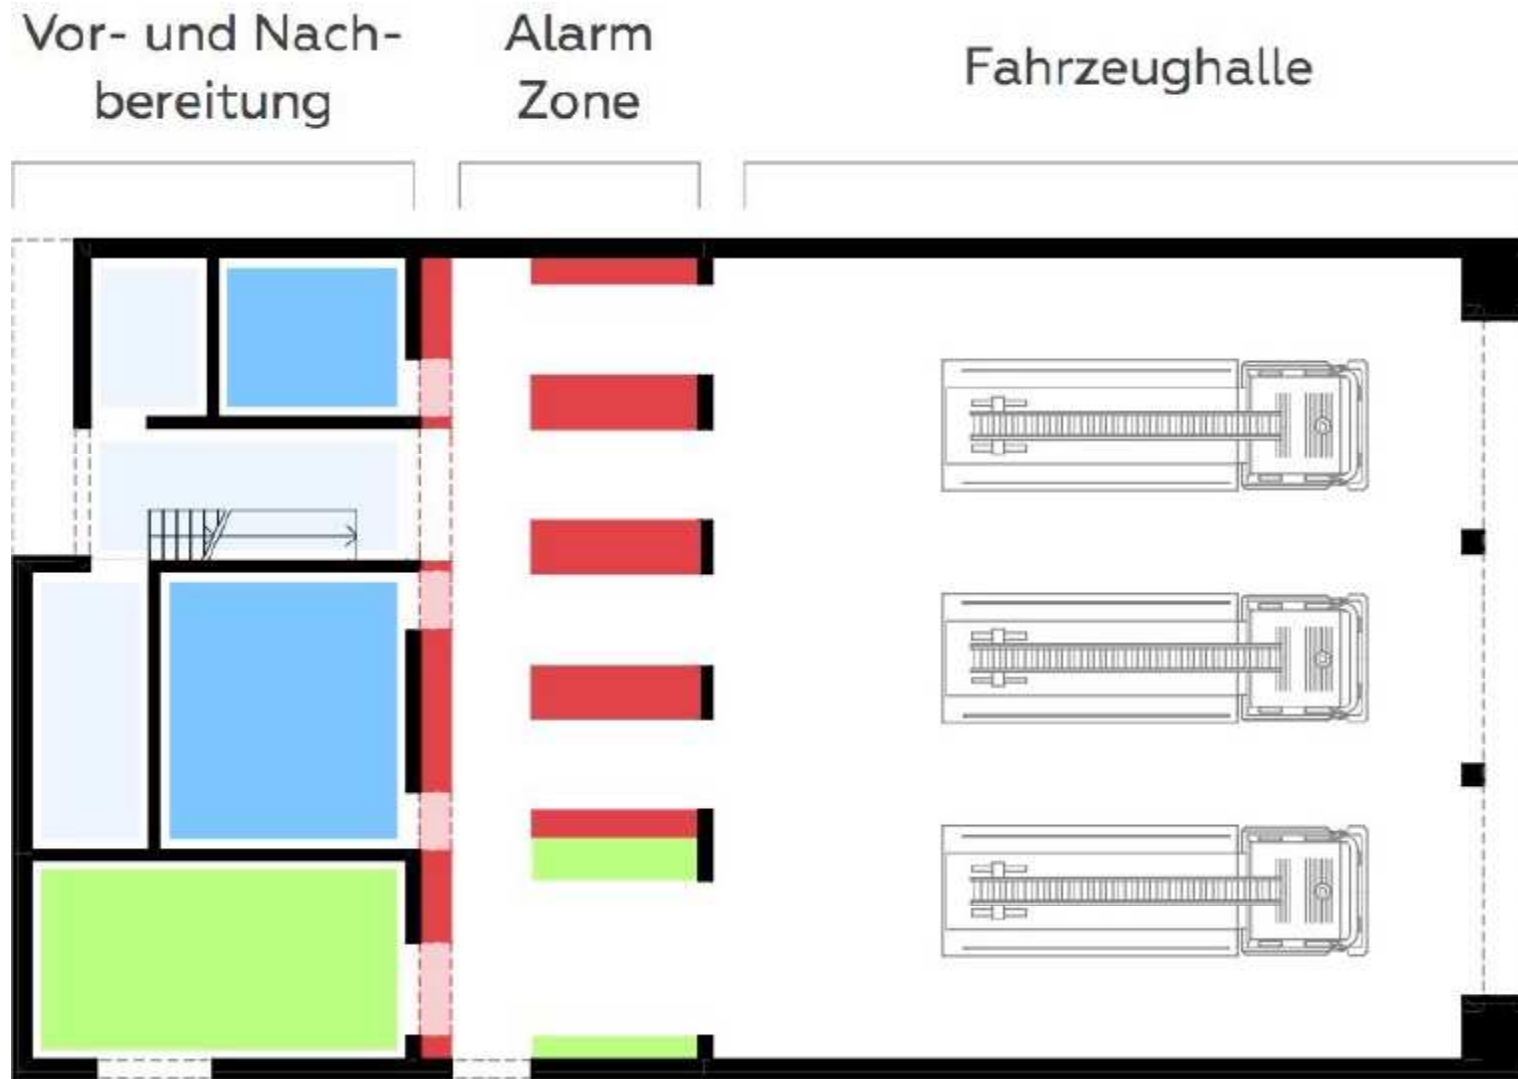 Vor- und Nach-
bereitung
Alarm
Zone
Fahrzeughalle